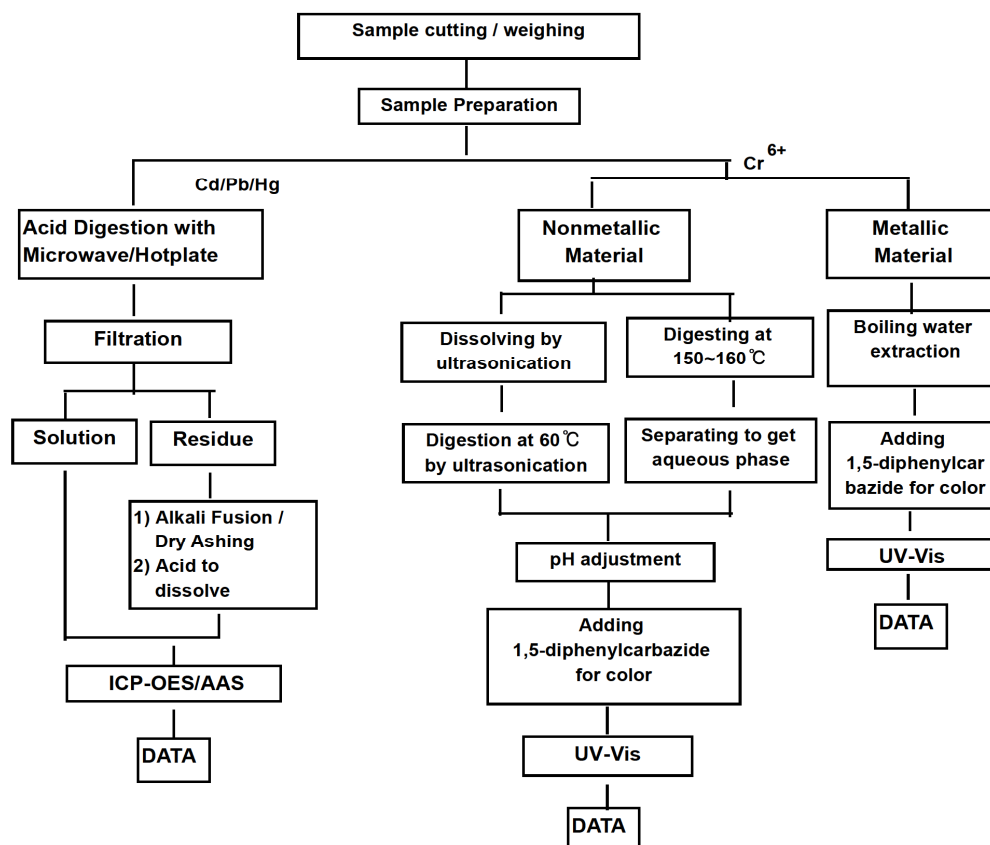 Sample cutting / weighing
Sample Preparation
Cd/Pb/Hg
Cr 6+
Acid Digestion with
Microwave/Hotplate
Filtration
Solution
Residue
1) Alkali Fusion /
Dry Ashing
2) Acid to
dissolve
ICP-OES/AAS
DATA
Nonmetallic
Material
Dissolving by
ultrasonication
Digestion at 60℃
by ultrasonication
Digesting at
150~160℃
Separating to get
aqueous phase
pH adjustment
Adding
1,5-diphenylcarbazide
for color
UV-Vis
DATA
Metallic
Material
Boiling water
extraction
Adding
1,5-diphenylcar
bazide for color
UV-Vis
DATA